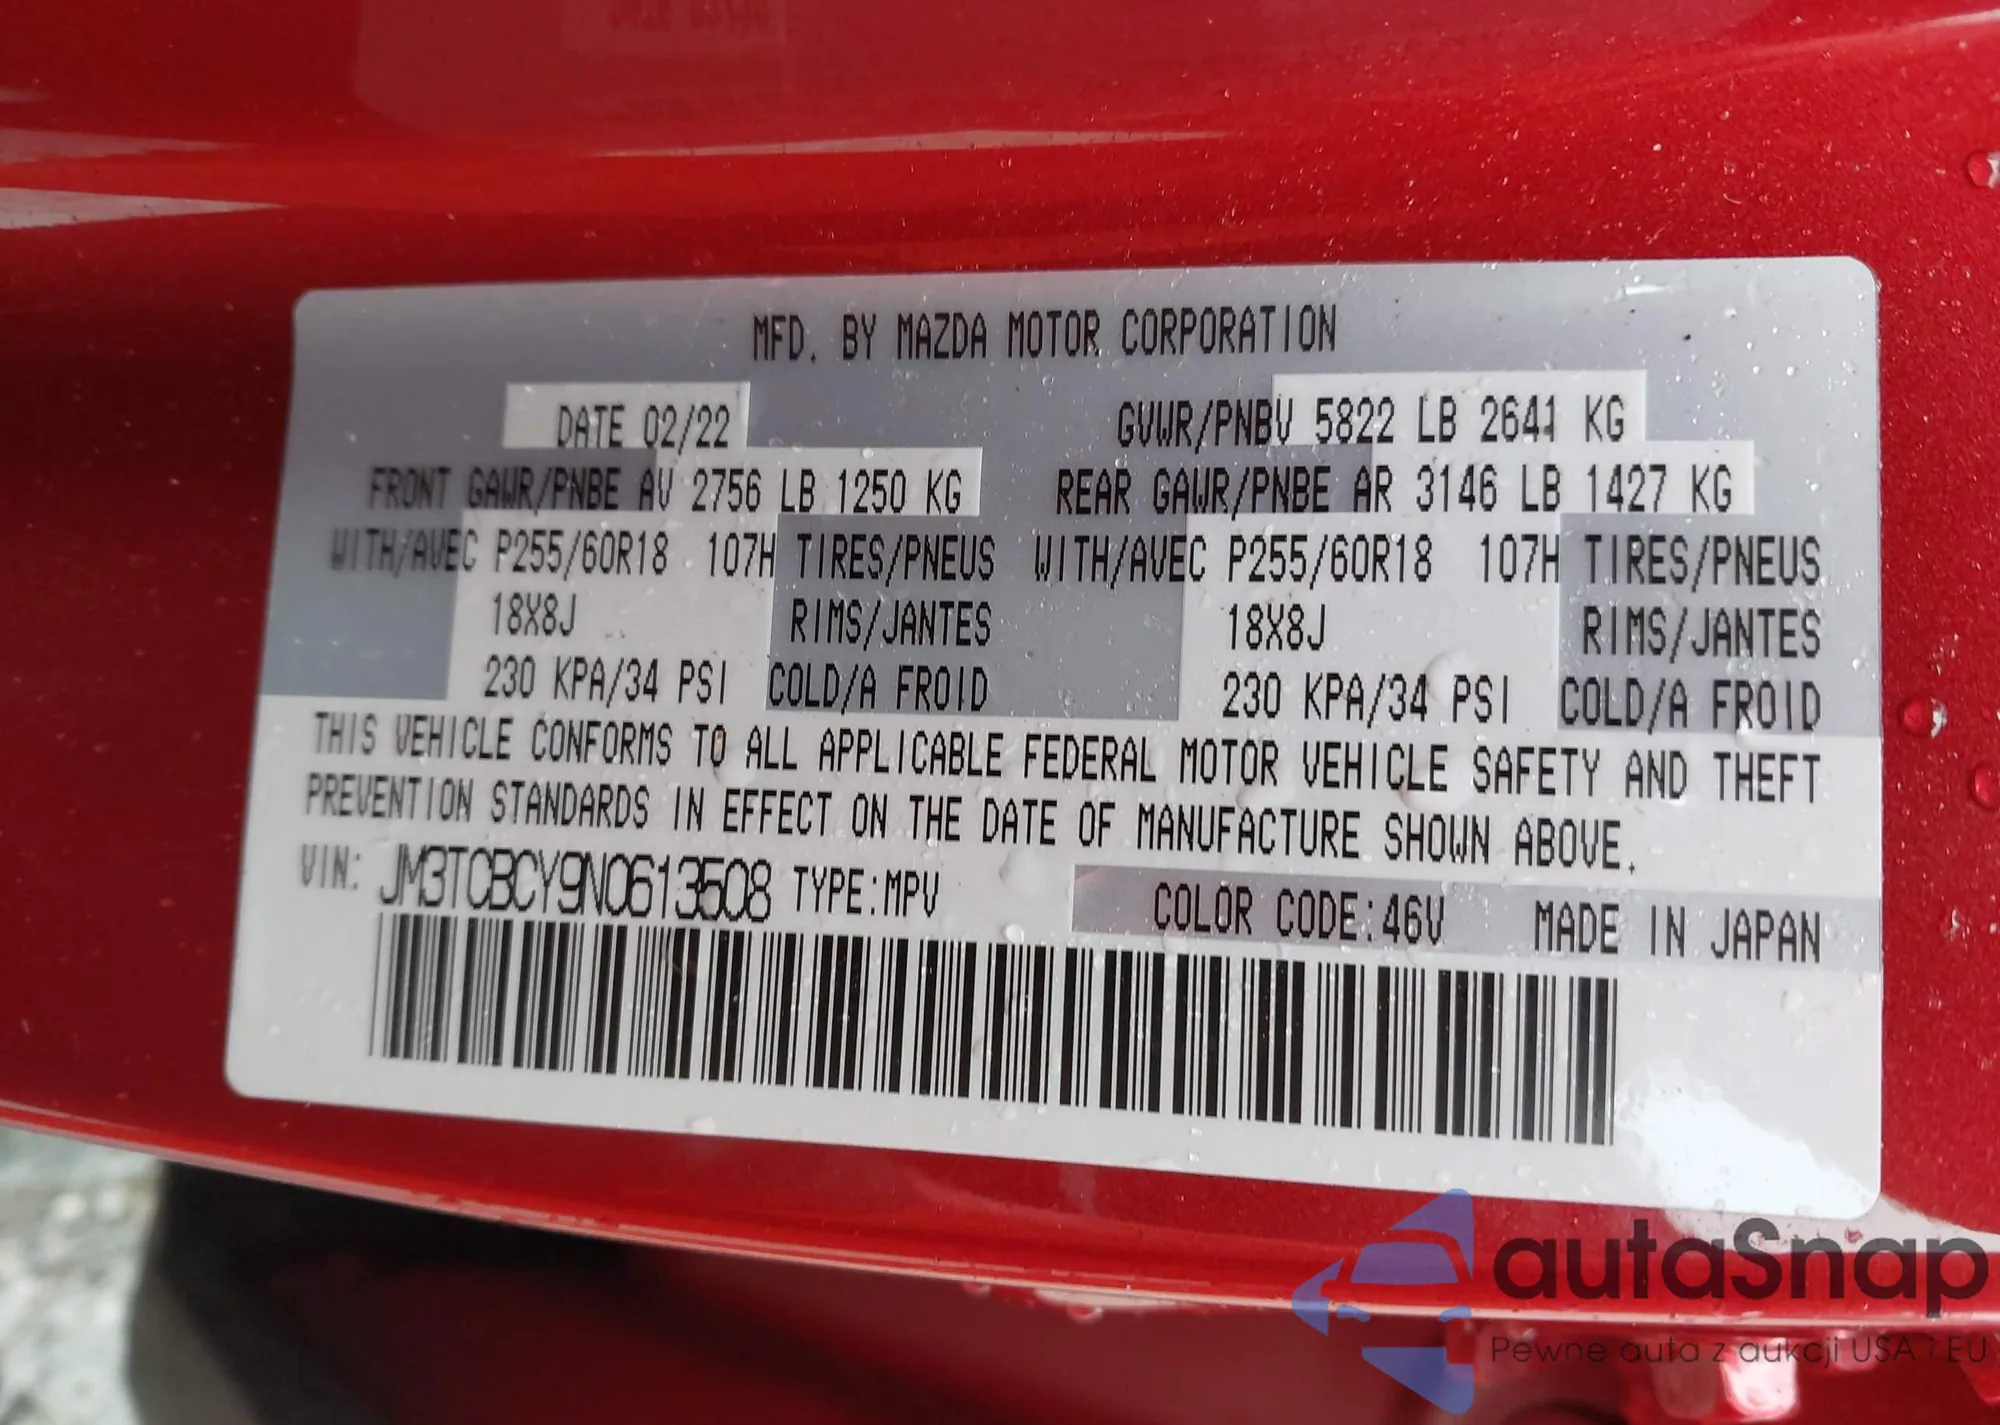 MFD. BY MAZDA MOTOR CORPORATION
DATE 02/22 GVWR/PNBV 5822 LB 2641 KG
FRONT GAWR/PNBE AV 2756 LB 1250 KG REAR GAWR/PNBE AR 3146 LB 1427 KG
WITH/AVEC P255/60R18 107H TIRES/PNEUS WITH/AVEC P255/60R18 107H TIRES/PNEUS
18X8J RIMS/JANTES 18X8J RIMS/JANTES
230 KPA/34 PSI COLD/A FROID 230 KPA/34 PSI COLD/A FROID
THIS VEHICLE CONFORMS TO ALL APPLICABLE FEDERAL MOTOR VEHICLE SAFETY AND THEFT
PREVENTION STANDARDS IN EFFECT ON THE DATE OF MANUFACTURE SHOWN ABOVE.
VIN: JM3TCBCY9N0613508 TYPE:MPV COLOR CODE:46V MADE IN JAPAN
autaSnap
Pewne auta z aukcji USA i EU